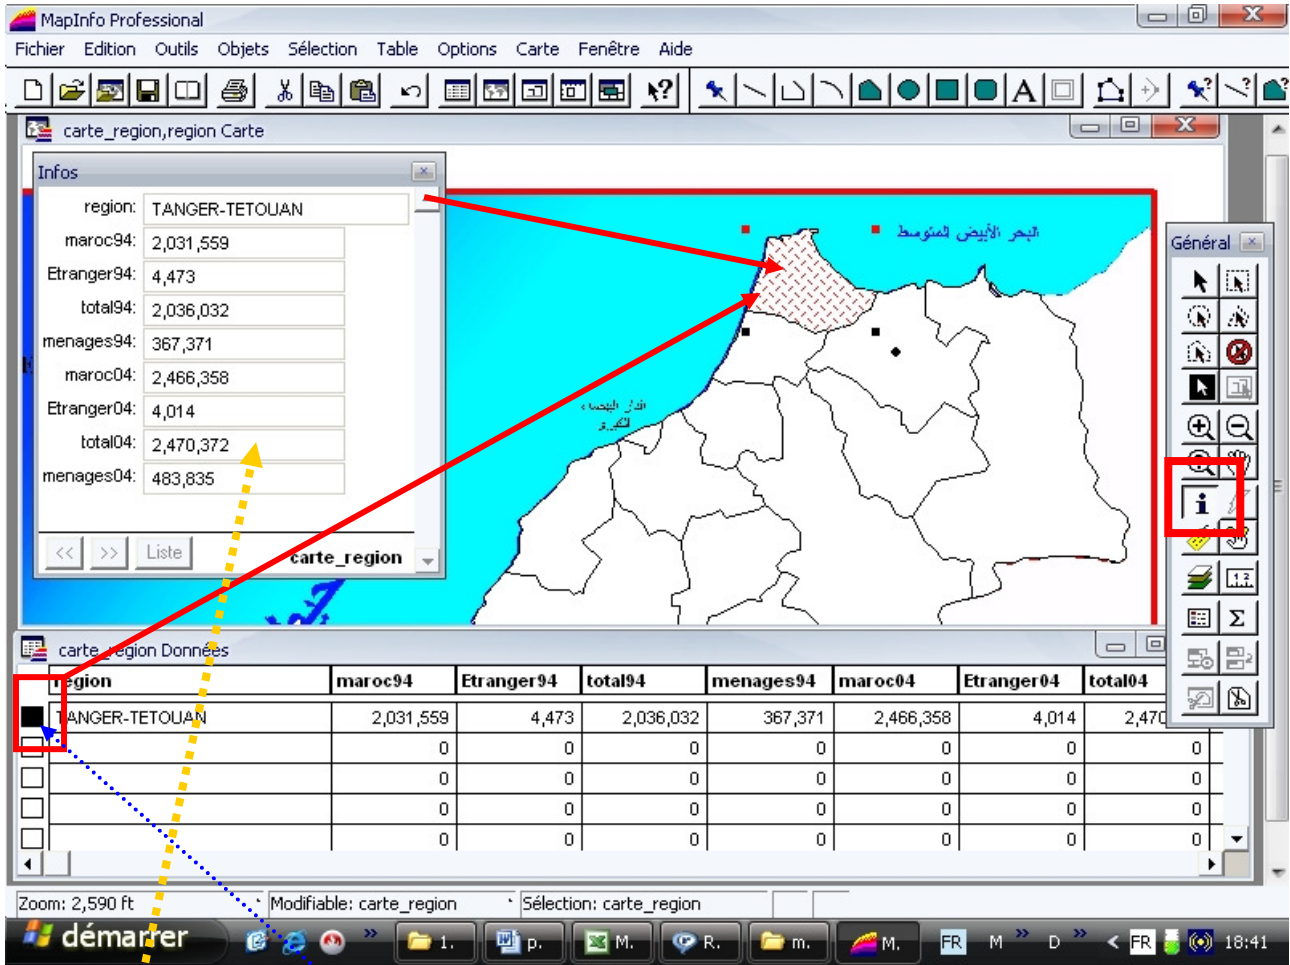 MapInfo Professional
Fichier Edition Outils Objets Sélection Table Options Carte Fenêtre Aide
carte_region,region Carte
Infos
region: TANGER-TETOUAN
maroc94: 2,031,559
Etranger94: 4,473
total94: 2,036,032
menages94: 367,371
maroc04: 2,466,358
Etranger04: 4,014
total04: 2,470,372
menages04: 483,835
<< >> Liste carte_region
البحر الأبيض المتوسط
الدار البيضاء
الكبرى
Général
carte_region Données
region maroc94 Etranger94 total94 menages94 maroc04 Etranger04 total04
TANGER-TETOUAN 2,031,559 4,473 2,036,032 367,371 2,466,358 4,014 2,470
0 0 0 0 0 0 0
0 0 0 0 0 0 0
0 0 0 0 0 0 0
0 0 0 0 0 0 0
Zoom: 2,590 ft Modifiable: carte_region Sélection: carte_region
démarrer » 1. p. M. R. m. M. FR M » D » < FR 18:41